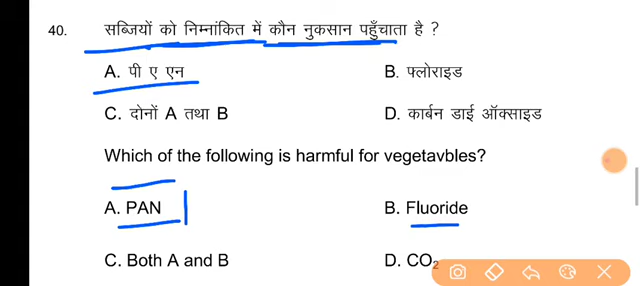 40. सब्जियों को निम्नांकित में कौन नुकसान पहुँचाता है ?
A. पी ए एन B. फ्लोराइड
C. दोनों A तथा B D. कार्बन डाई ऑक्साइड
Which of the following is harmful for vegetavbles?
A. PAN B. Fluoride
C. Both A and B D. CO₂